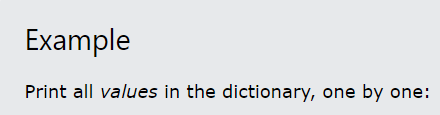 Example
Print all values in the dictionary, one by one: